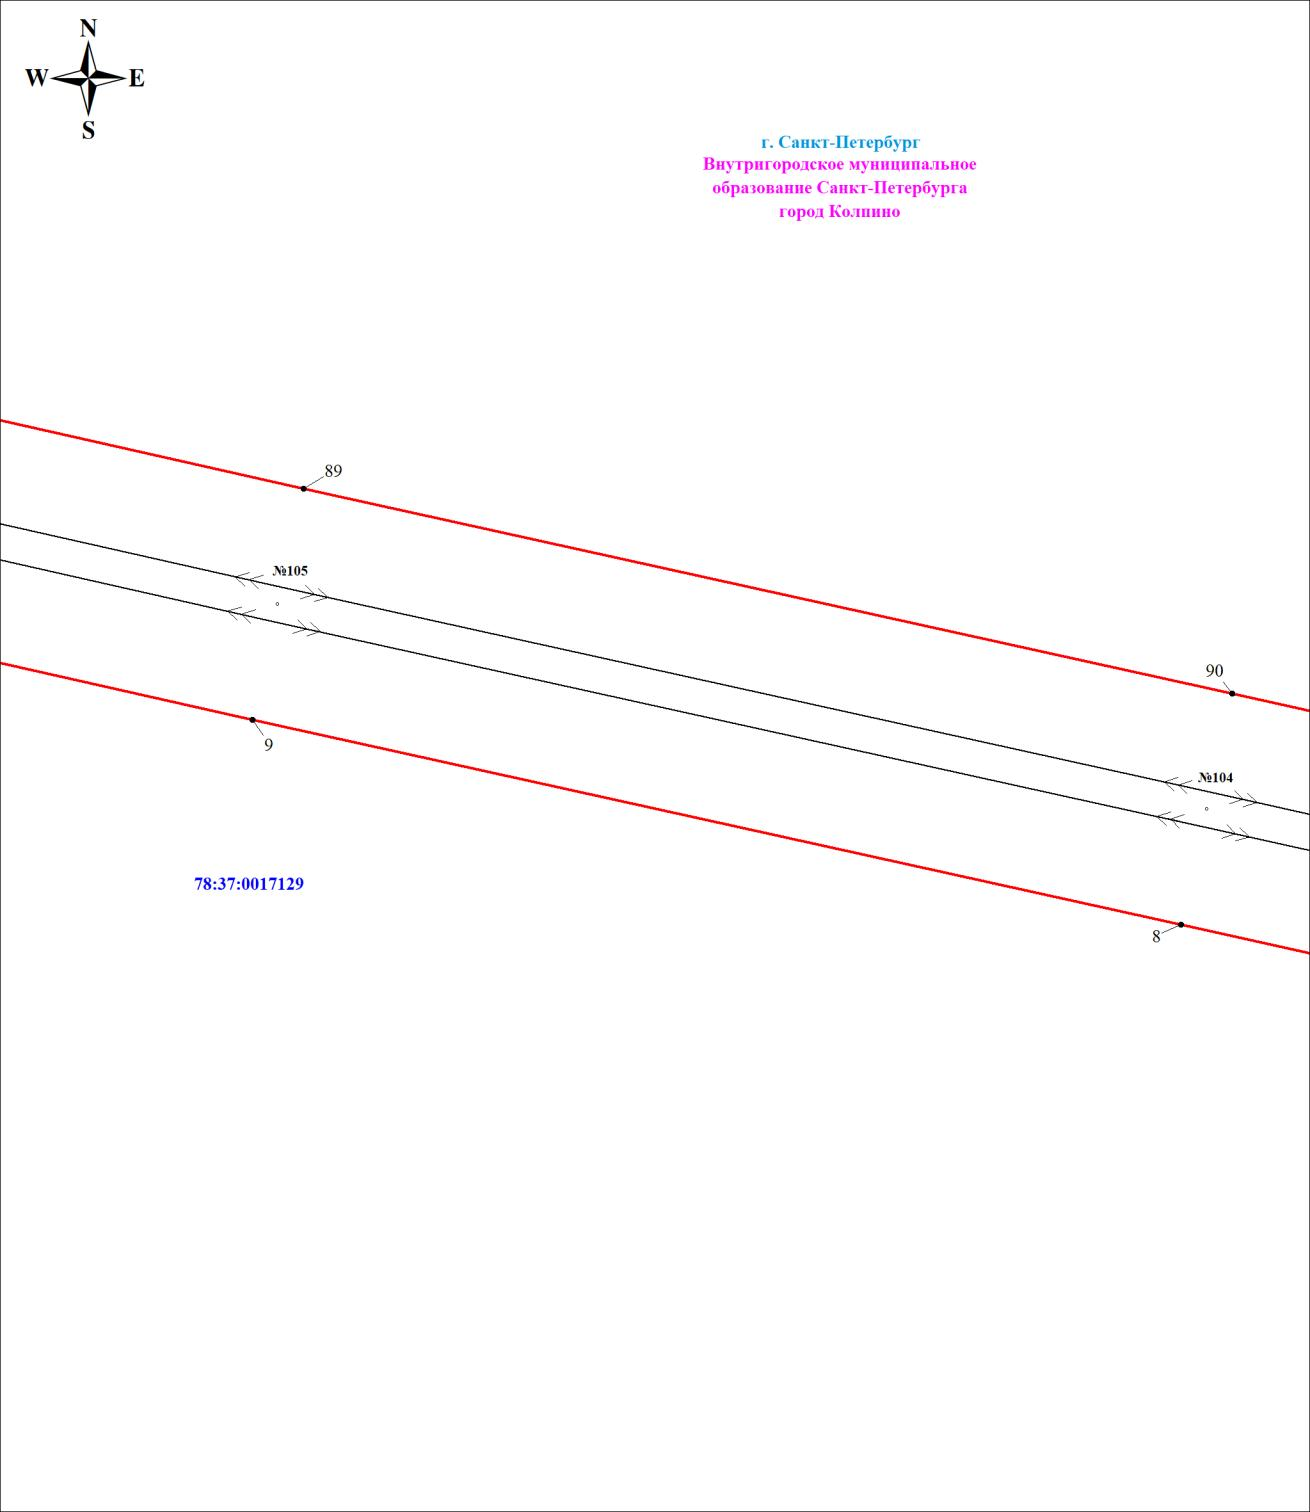 N
W E
S
г. Санкт-Петербург
Внутригородское муниципальное
образование Санкт-Петербурга
город Колпино
89
№105
90
9
№104
78:37:0017129
8